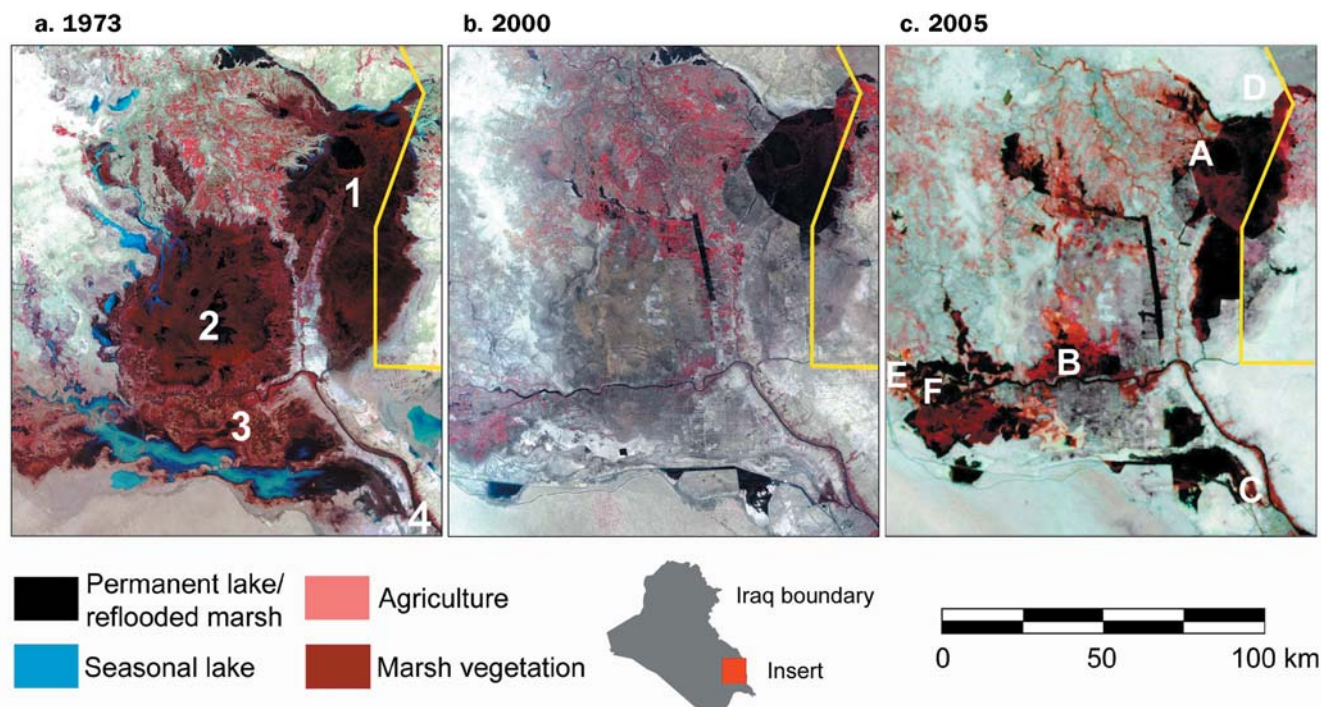 a. 1973
b. 2000
c. 2005
1
2
3
4
A
B
C
D
E
F
Permanent lake/
reflooded marsh
Seasonal lake
Agriculture
Marsh vegetation
Iraq boundary
Insert
0 50 100 km